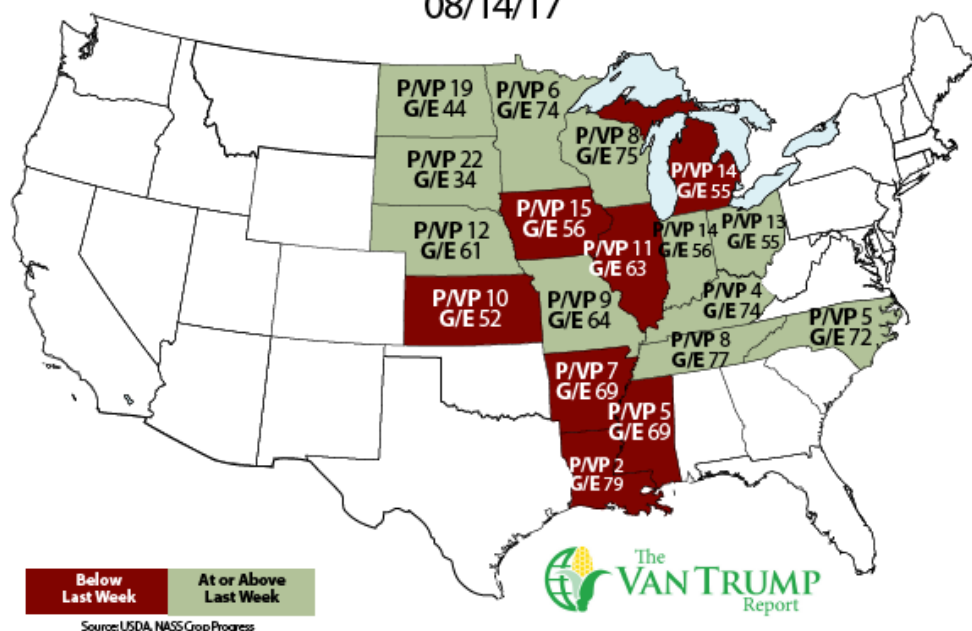 08/14/17
P/VP 19
G/E 44
P/VP 6
G/E 74
P/VP 8
G/E 75
P/VP 14
G/E 55
P/VP 22
G/E 34
P/VP 15
G/E 56
P/VP 11
G/E 63
P/VP 14
G/E 56
P/VP 13
G/E 55
P/VP 12
G/E 61
P/VP 10
G/E 52
P/VP 9
G/E 64
P/VP 4
G/E 74
P/VP 8
G/E 77
P/VP 5
G/E 72
P/VP 7
G/E 69
P/VP 5
G/E 69
P/VP 2
G/E 79
Below
Last Week
At or Above
Last Week
Source: USDA, NASS Crop Progress
The
VAN TRUMP
Report